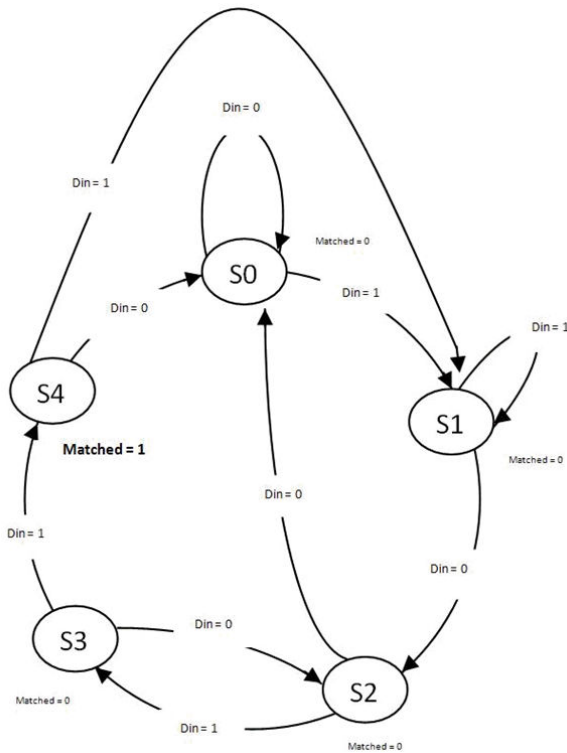 Din = 0
Din = 1
Matched = 0
S0
Din = 1
Din = 0
Din = 1
S4
S1
Matched = 1
Matched = 0
Din = 0
Din = 1
Din = 0
Din = 0
S3
S2
Matched = 0
Din = 1
Matched = 0